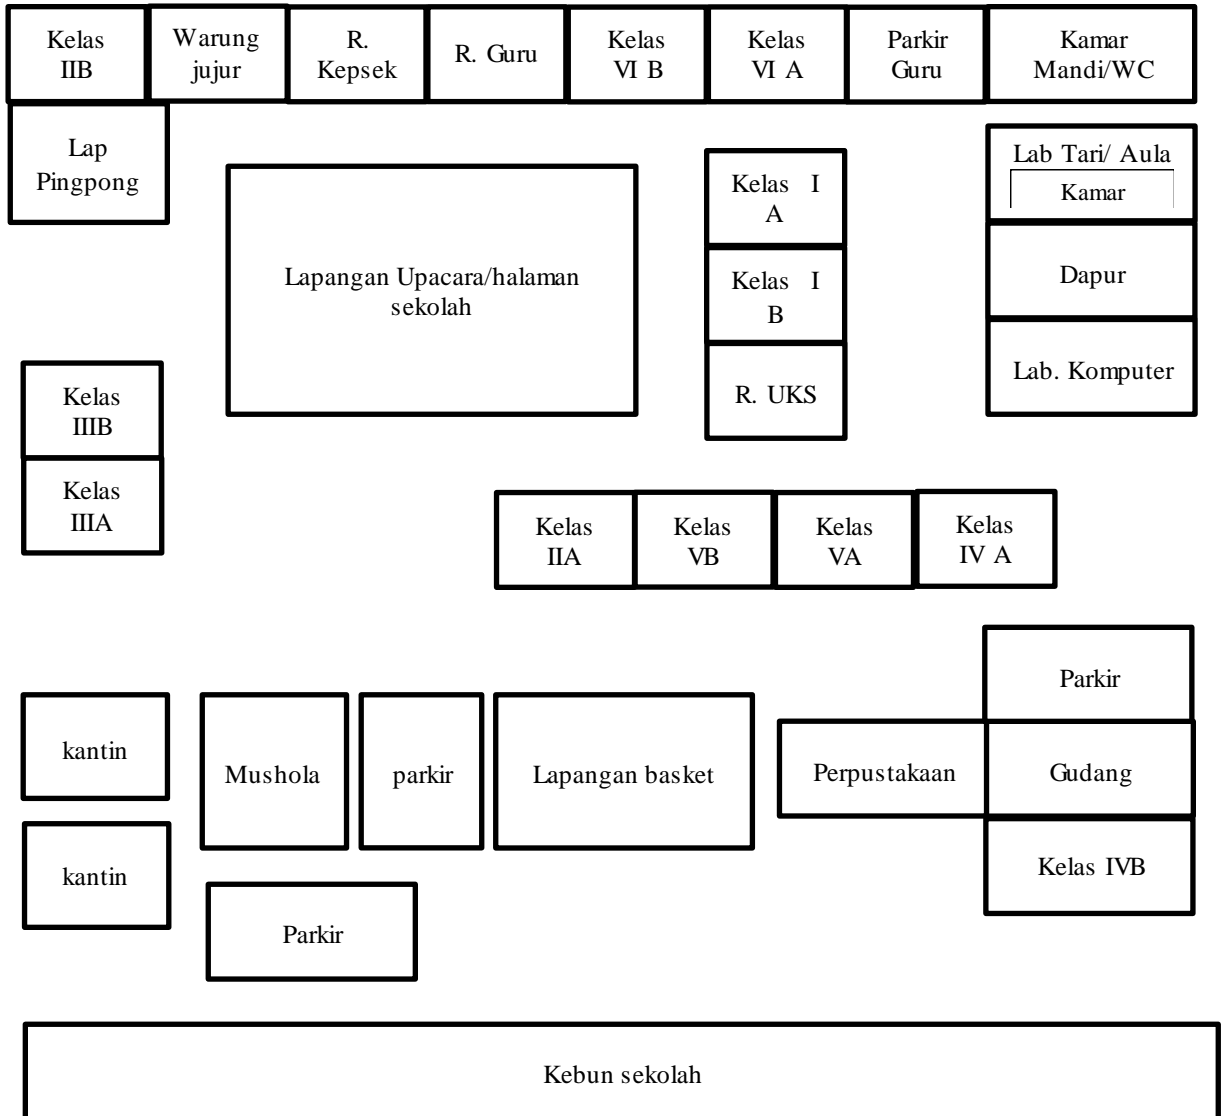 Kelas
IIB
Warung
jujur
R.
Kepsek
R. Guru
Kelas
VI B
Kelas
VI A
Parkir
Guru
Kamar
Mandi/WC
Lap
Pingpong
Lapangan Upacara/halaman
sekolah
Kelas I
A
Kelas I
B
R. UKS
Lab Tari/ Aula
Kamar
Dapur
Lab. Komputer
Kelas
IIIB
Kelas
IIIA
Kelas
IIA
Kelas
VB
Kelas
VA
Kelas
IV A
Parkir
kantin
Mushola
parkir
Lapangan basket
Perpustakaan
Gudang
kantin
Kelas IVB
Parkir
Kebun sekolah